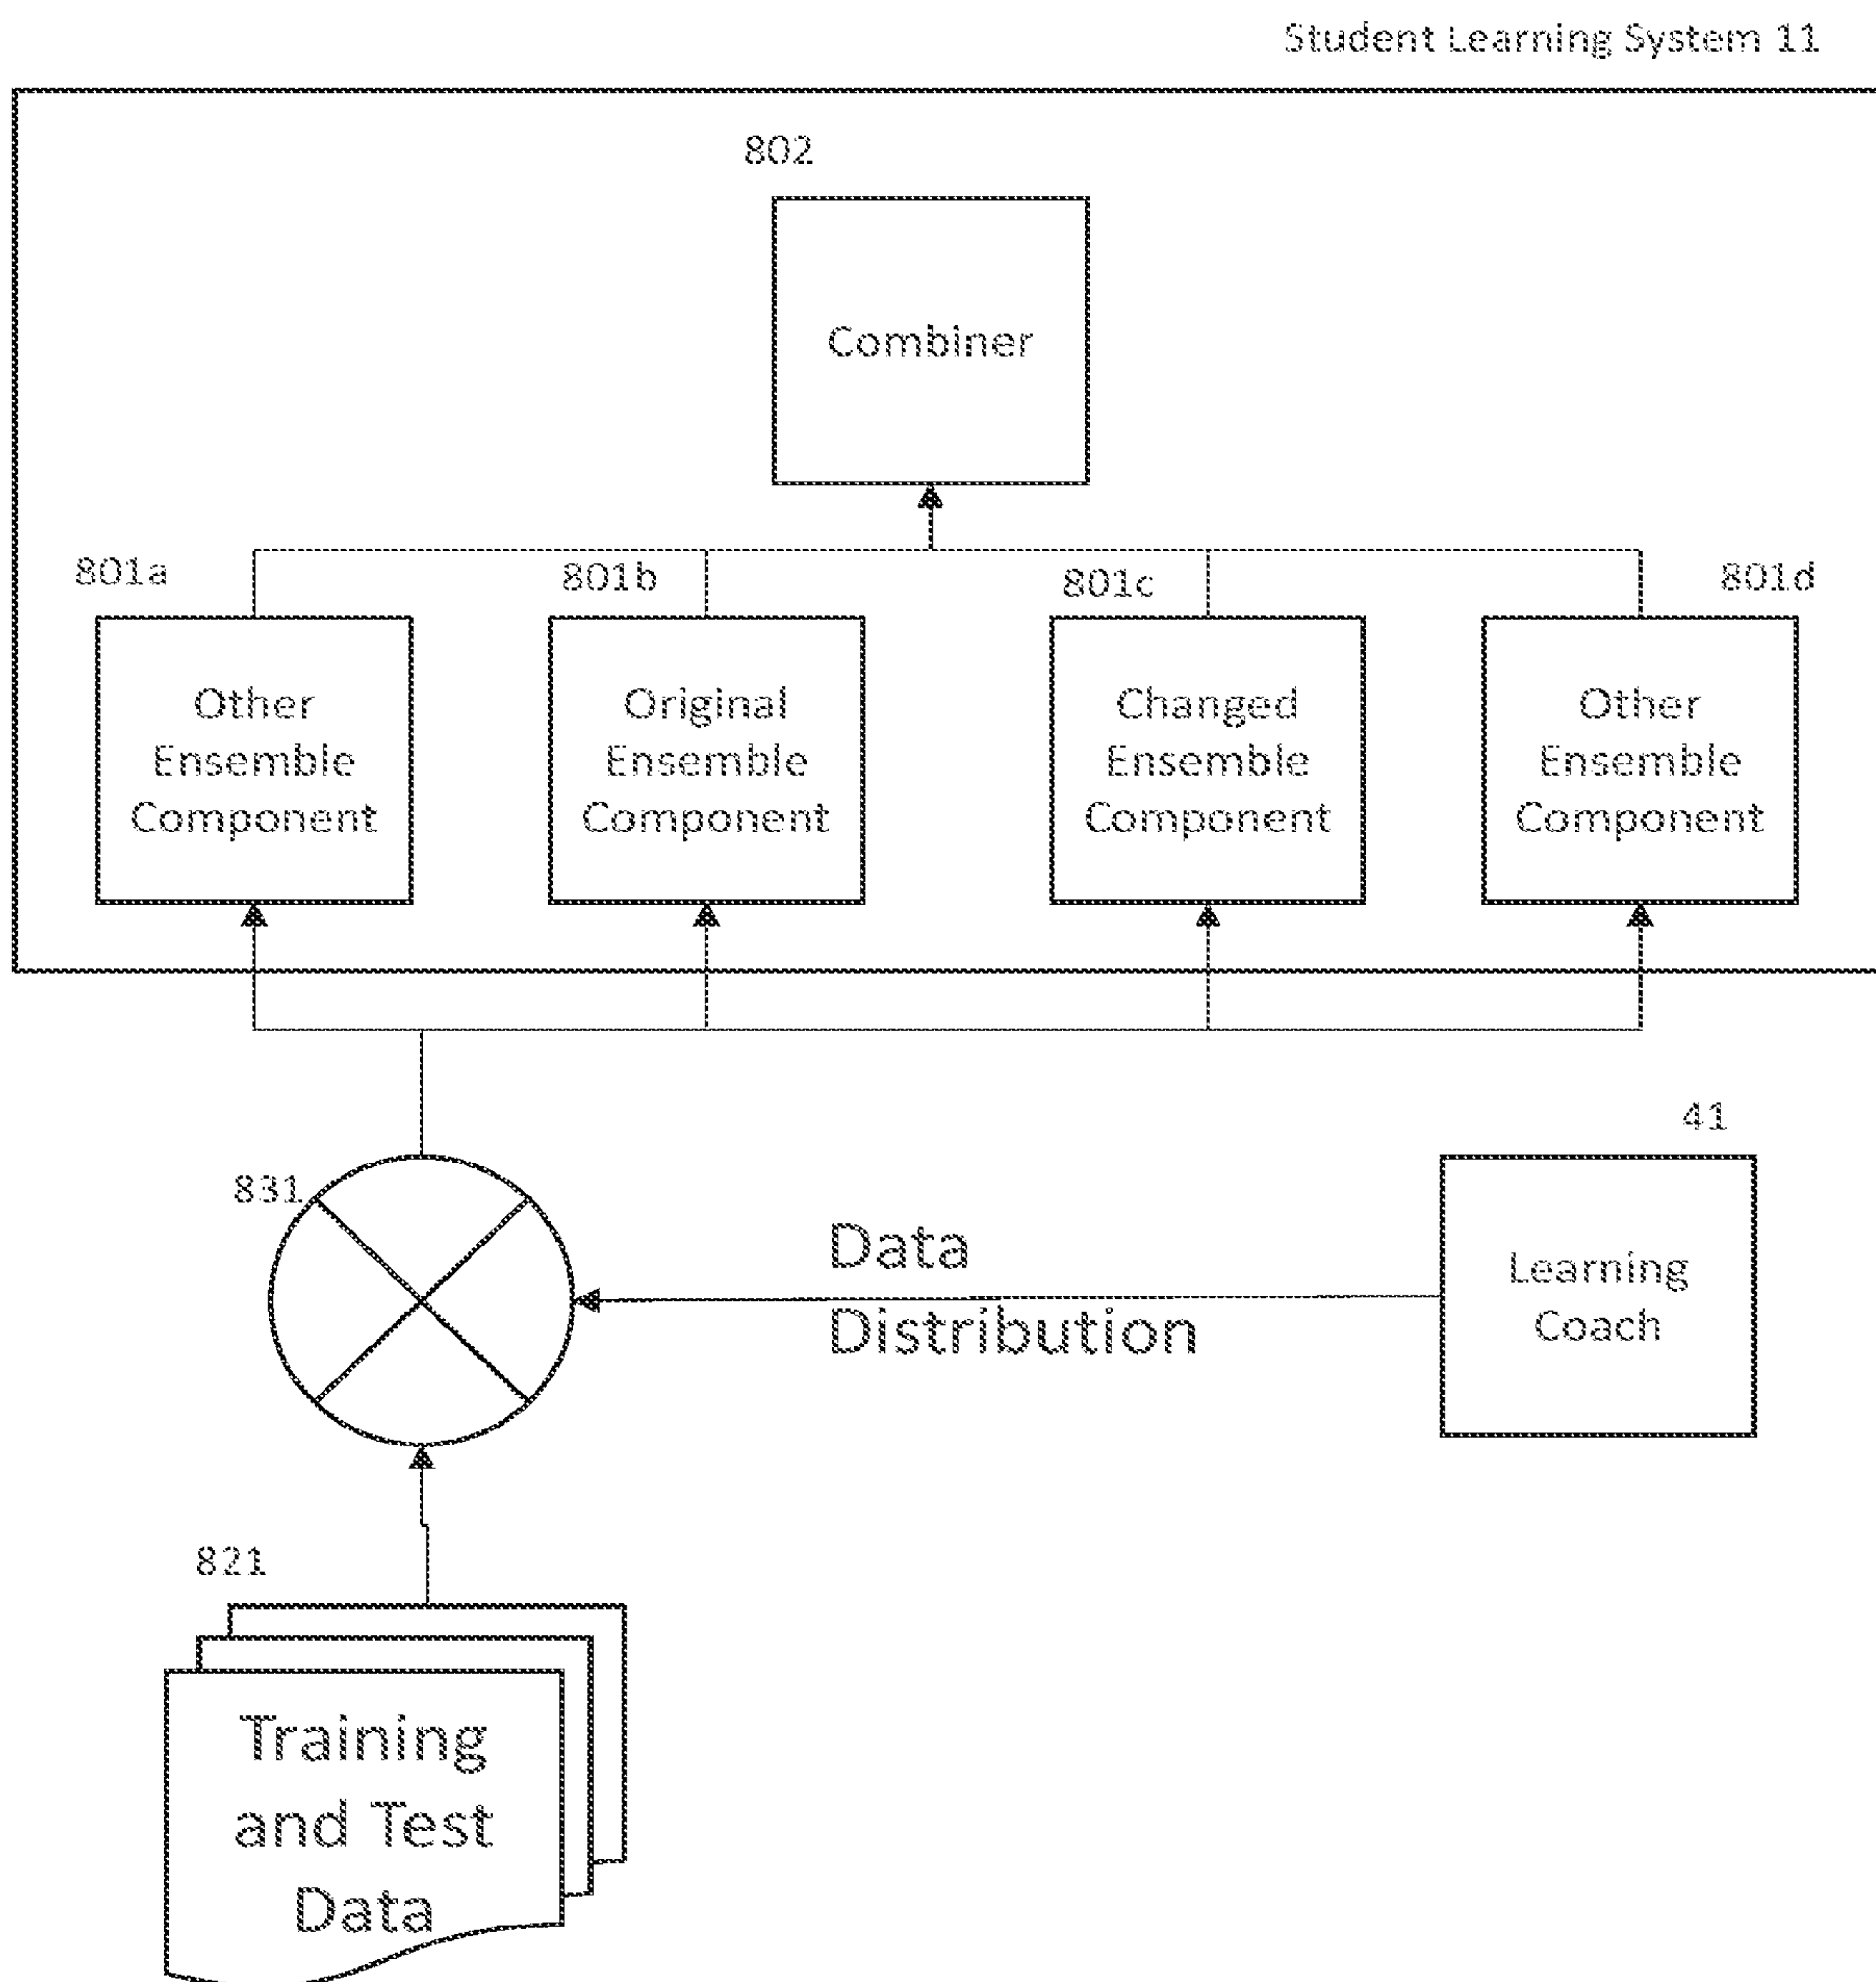 Student Learning System 11
802
Combiner
801a
801b
801c
801d
Other
Ensemble
Component
Original
Ensemble
Component
Changed
Ensemble
Component
Other
Ensemble
Component
41
831
Data
Distribution
Learning
Coach
821
Training
and Test
Data